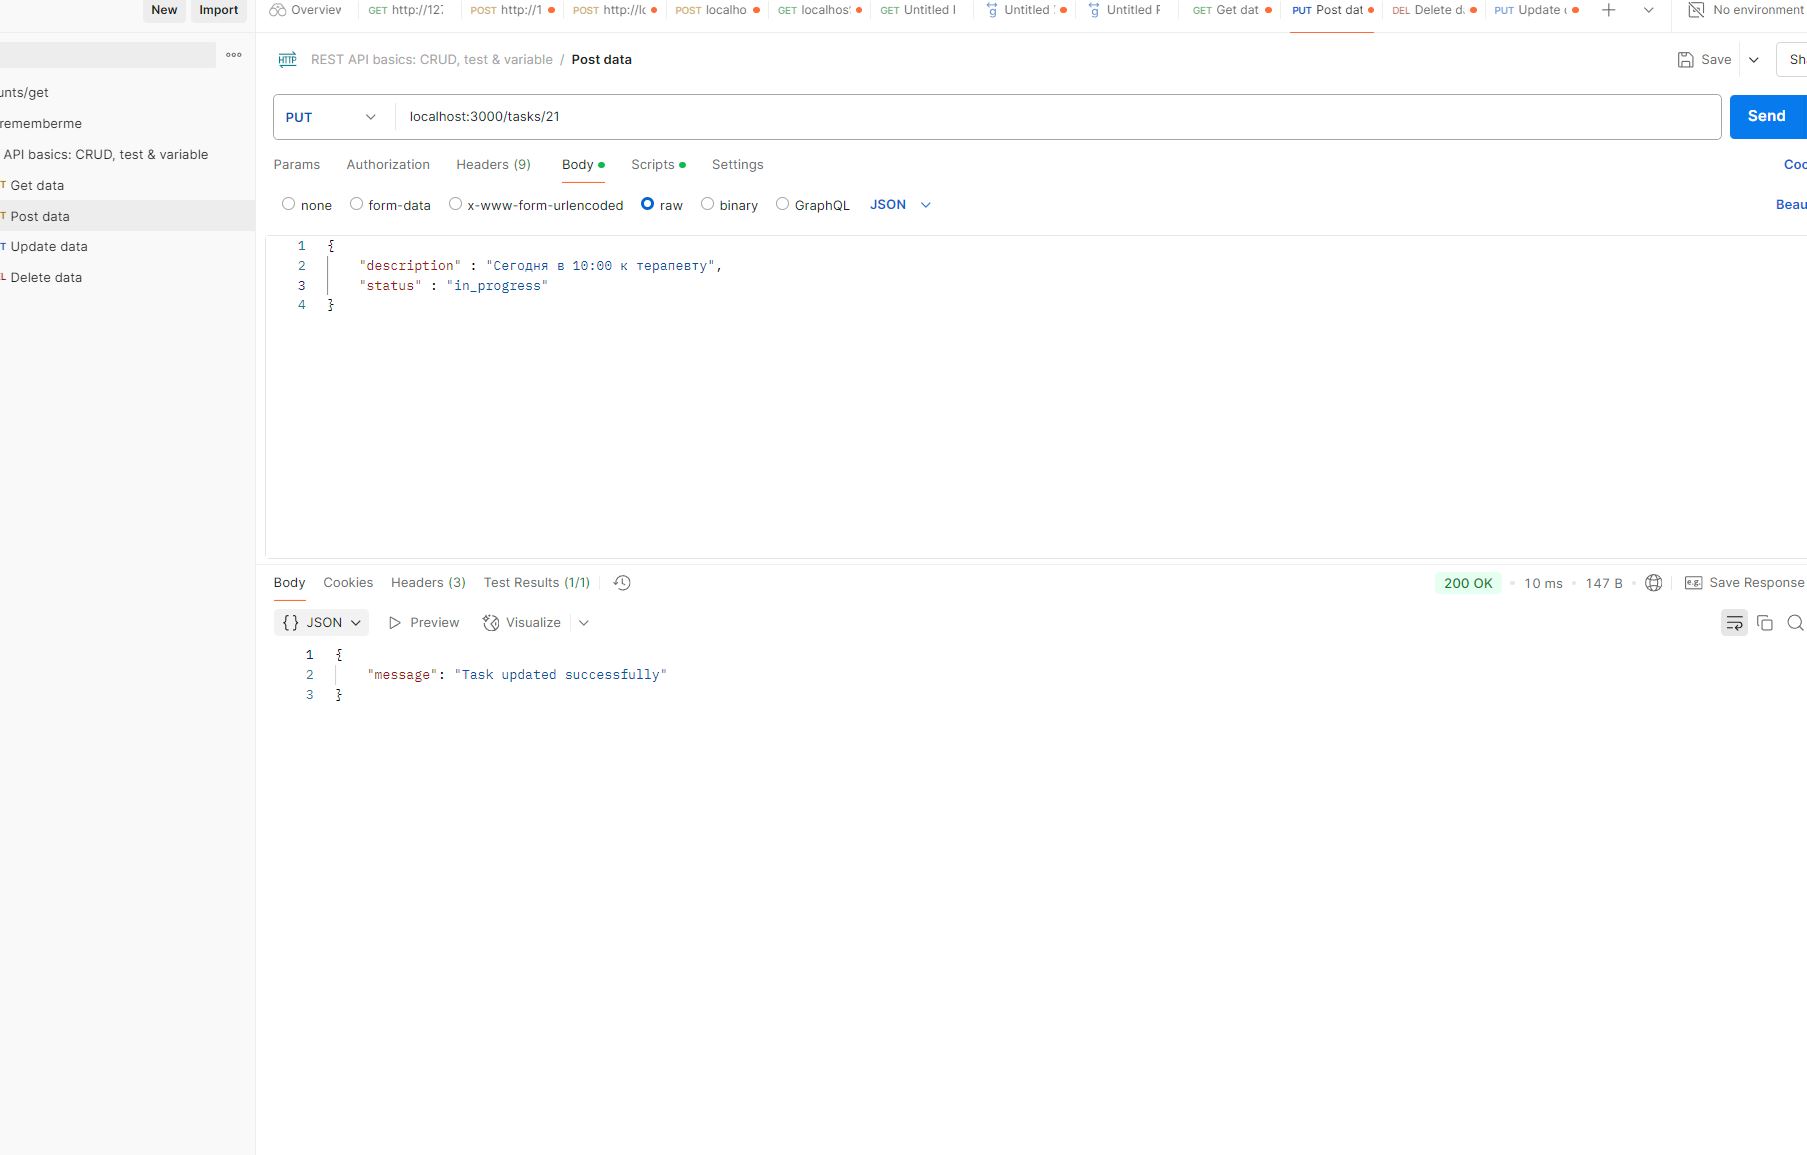 New Import Overview GET http://127 POST http://1 POST http://lo POST localho GET localhos GET Untitled Untitled Untitled GET Get dat PUT Post dat DEL Delete d PUT Update No environment
REST API basics: CRUD, test & variable / Post data Save Sh
unts/get
PUT localhost:3000/tasks/21 Send
rememberme
API basics: CRUD, test & variable
Params Authorization Headers (9) Body Scripts Settings Coo
T Get data
none form-data x-www-form-urlencoded raw binary GraphQL JSON Beau
T Post data
T Update data
L Delete data
1 {
2 "description" : "Сегодня в 10:00 к терапевту",
3 "status" : "in_progress"
4 }
Body Cookies Headers (3) Test Results (1/1) 200 OK 10 ms 147 B e.g. Save Response
{} JSON Preview Visualize
1 {
2 "message": "Task updated successfully"
3 }